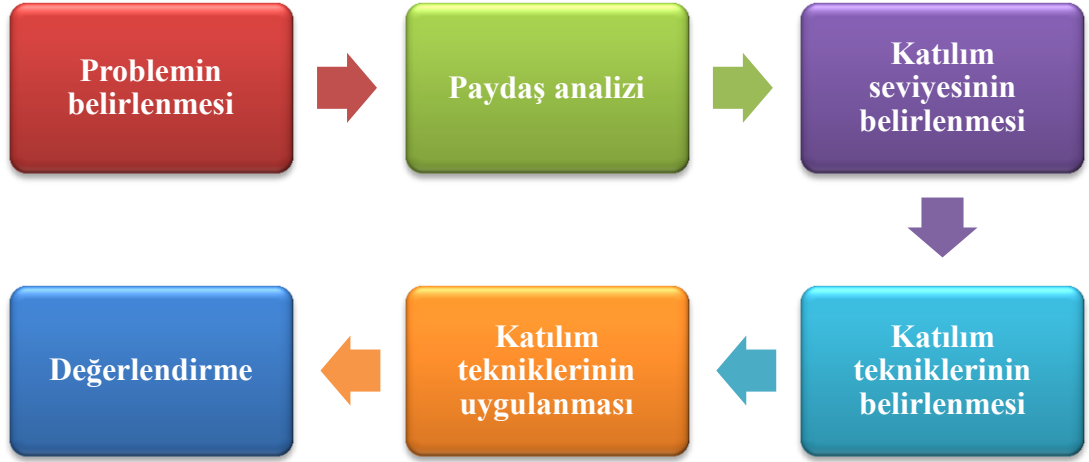 Problemin
belirlenmesi
Paydaş analizi
Katılım
seviyesinin
belirlenmesi
Katılım
tekniklerinin
belirlenmesi
Katılım
tekniklerinin
uygulanması
Değerlendirme